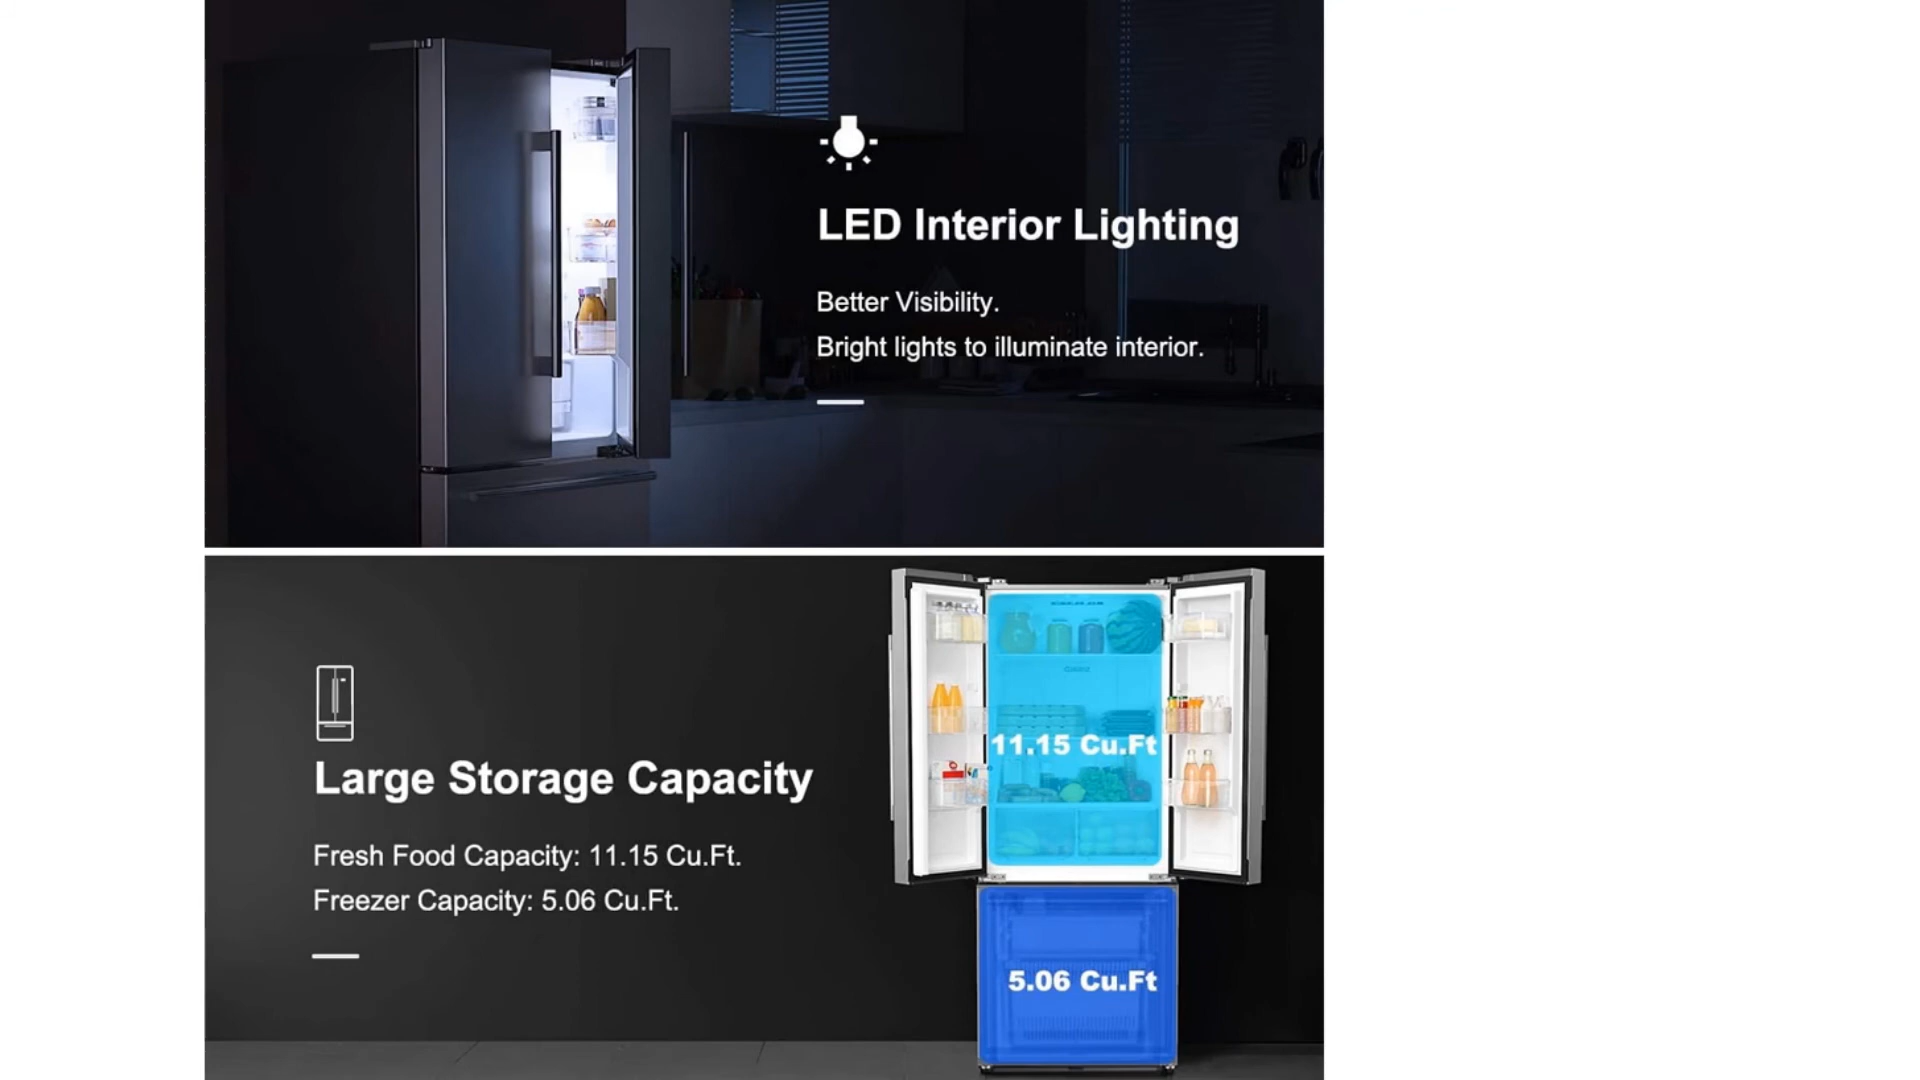 LED Interior Lighting
Better Visibility.
Bright lights to illuminate interior.
Large Storage Capacity
Fresh Food Capacity: 11.15 Cu.Ft.
Freezer Capacity: 5.06 Cu.Ft.
11.15 Cu.Ft
5.06 Cu.Ft